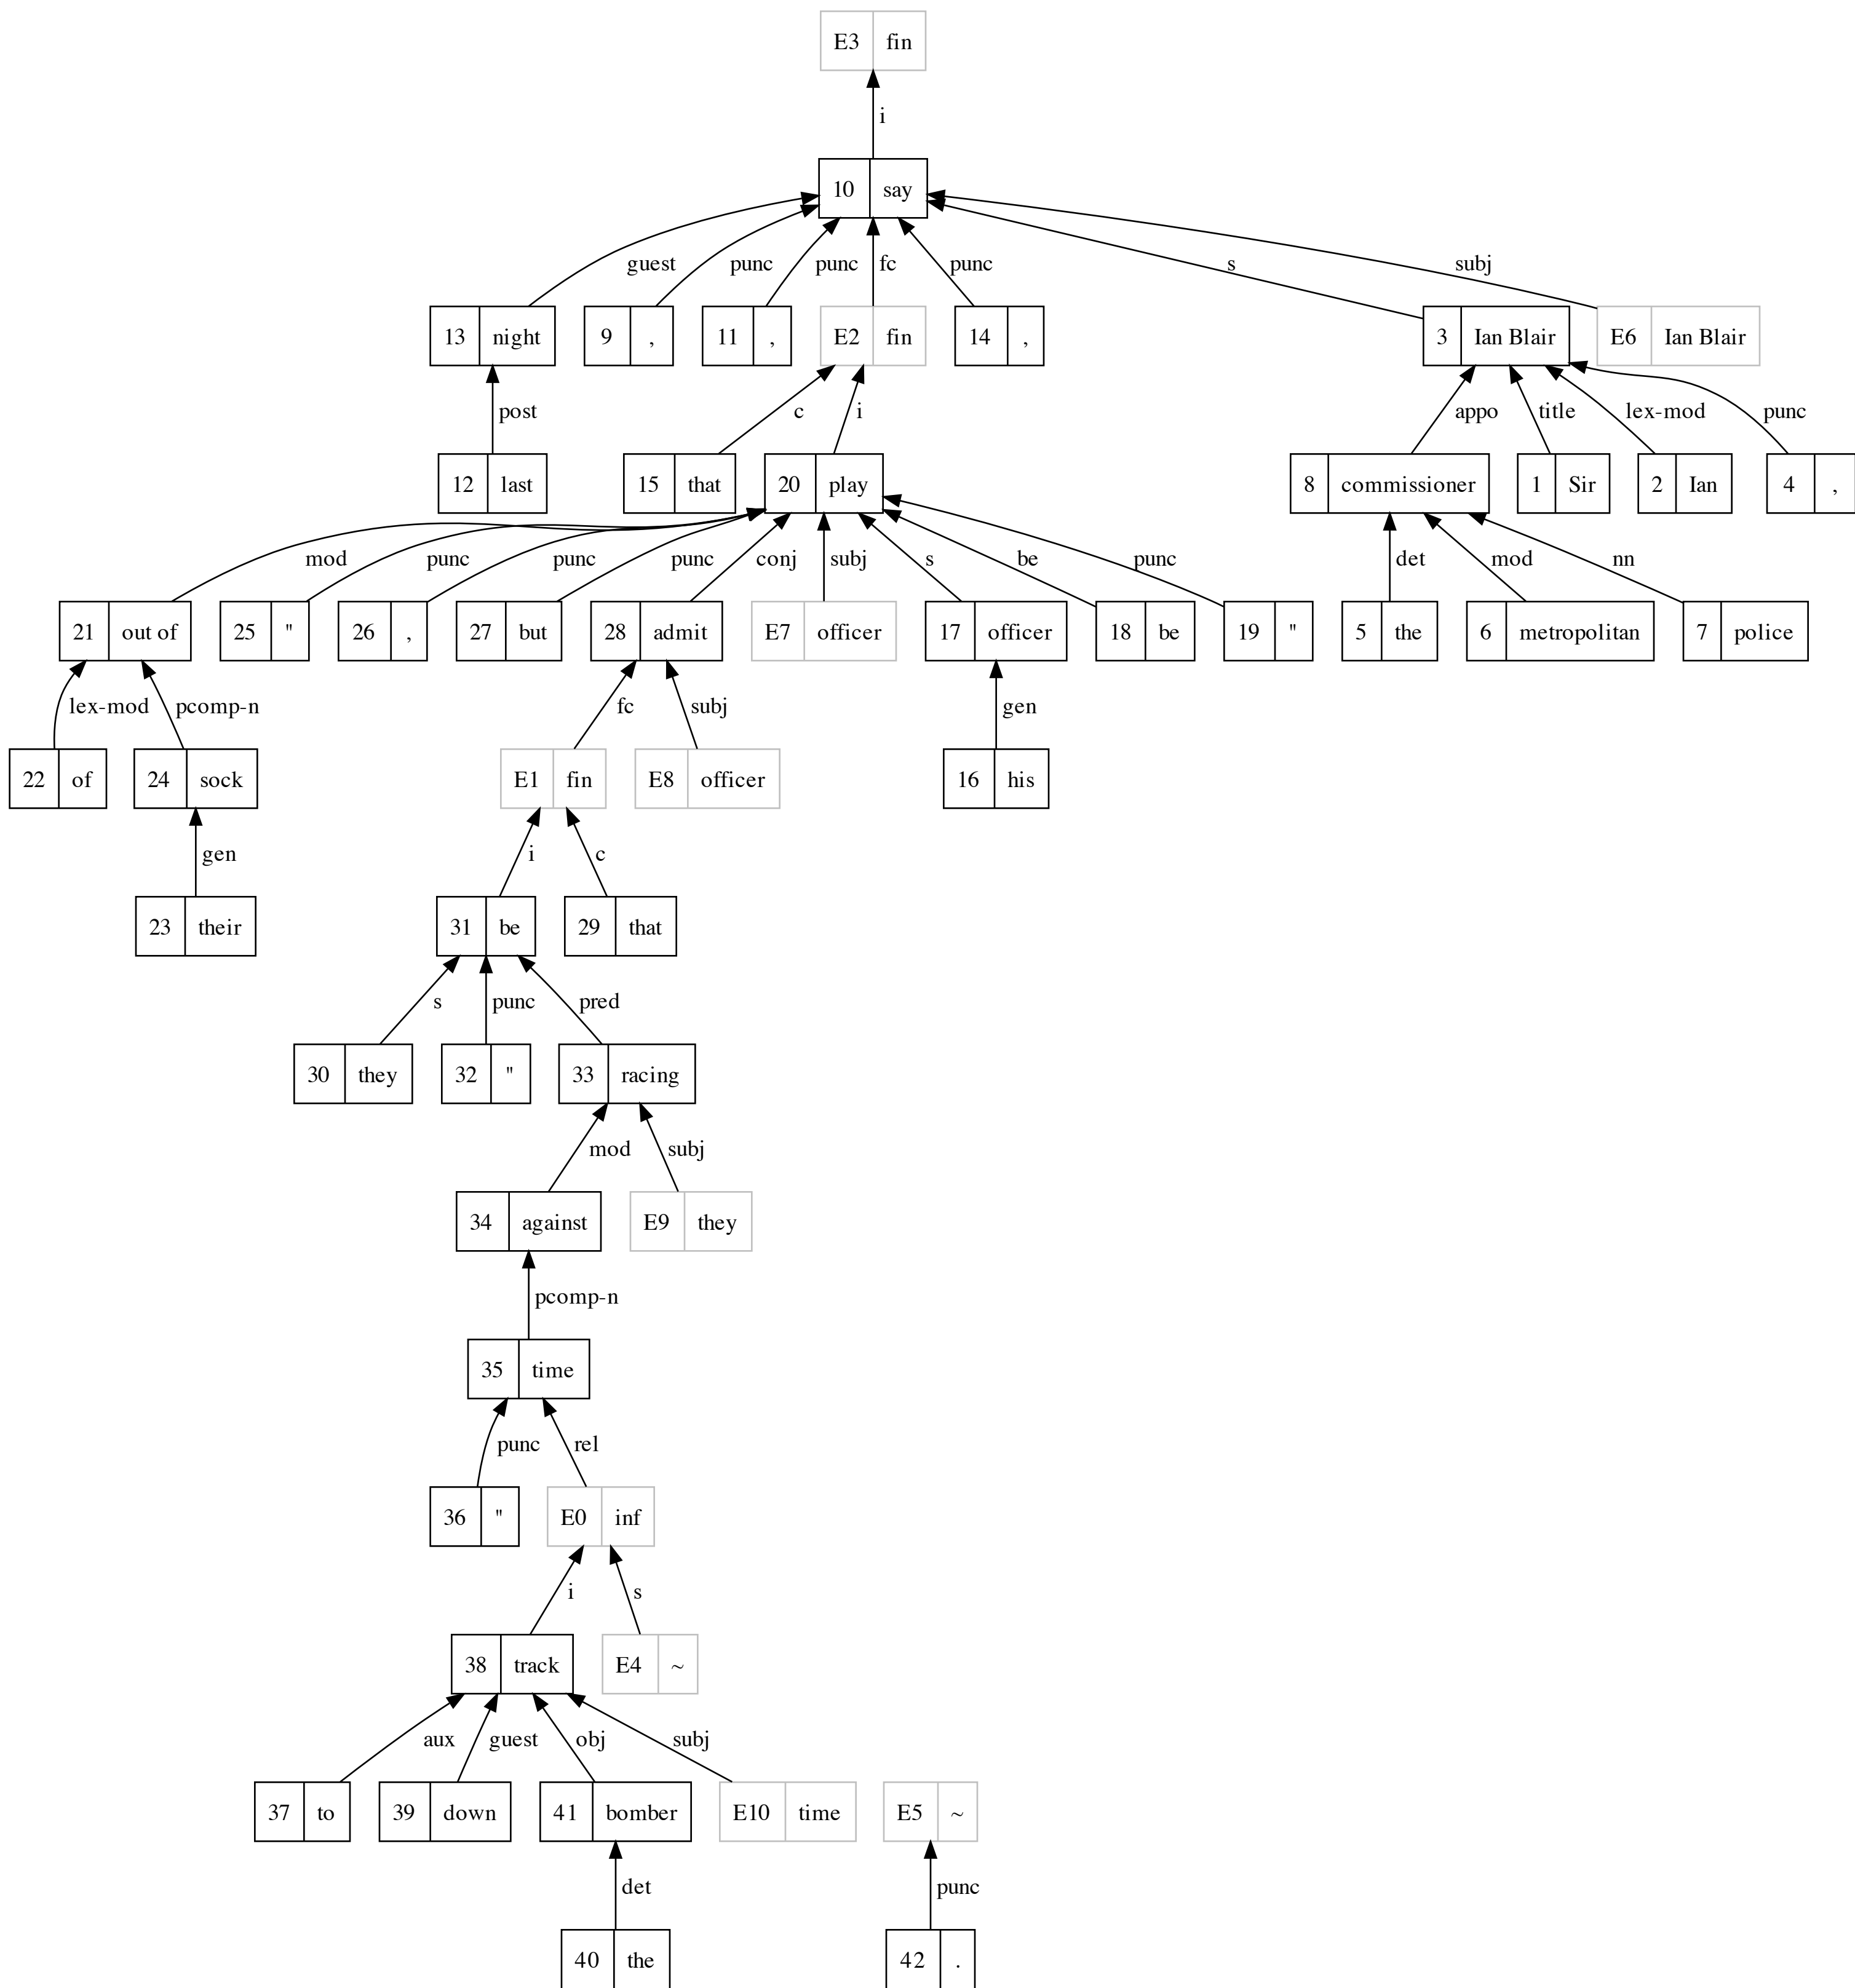 E3 fin
i
10 say
guest punc punc fc punc s subj
13 night 9 , 11 , E2 fin 14 , 3 Ian Blair E6 Ian Blair
post c i appo title lex-mod punc
12 last 15 that 20 play 8 commissioner 1 Sir 2 Ian 4 ,
mod punc punc punc conj subj s be punc det mod nn
21 out of 25 " 26 , 27 but 28 admit E7 officer 17 officer 18 be 19 " 5 the 6 metropolitan 7 police
lex-mod pcomp-n fc subj gen
22 of 24 sock E1 fin E8 officer 16 his
gen i c
23 their 31 be 29 that
s punc pred
30 they 32 " 33 racing
mod subj
34 against E9 they
pcomp-n
35 time
punc rel
36 " E0 inf
i s
38 track E4 ~
aux guest obj subj
37 to 39 down 41 bomber E10 time E5 ~
det punc
40 the 42 .